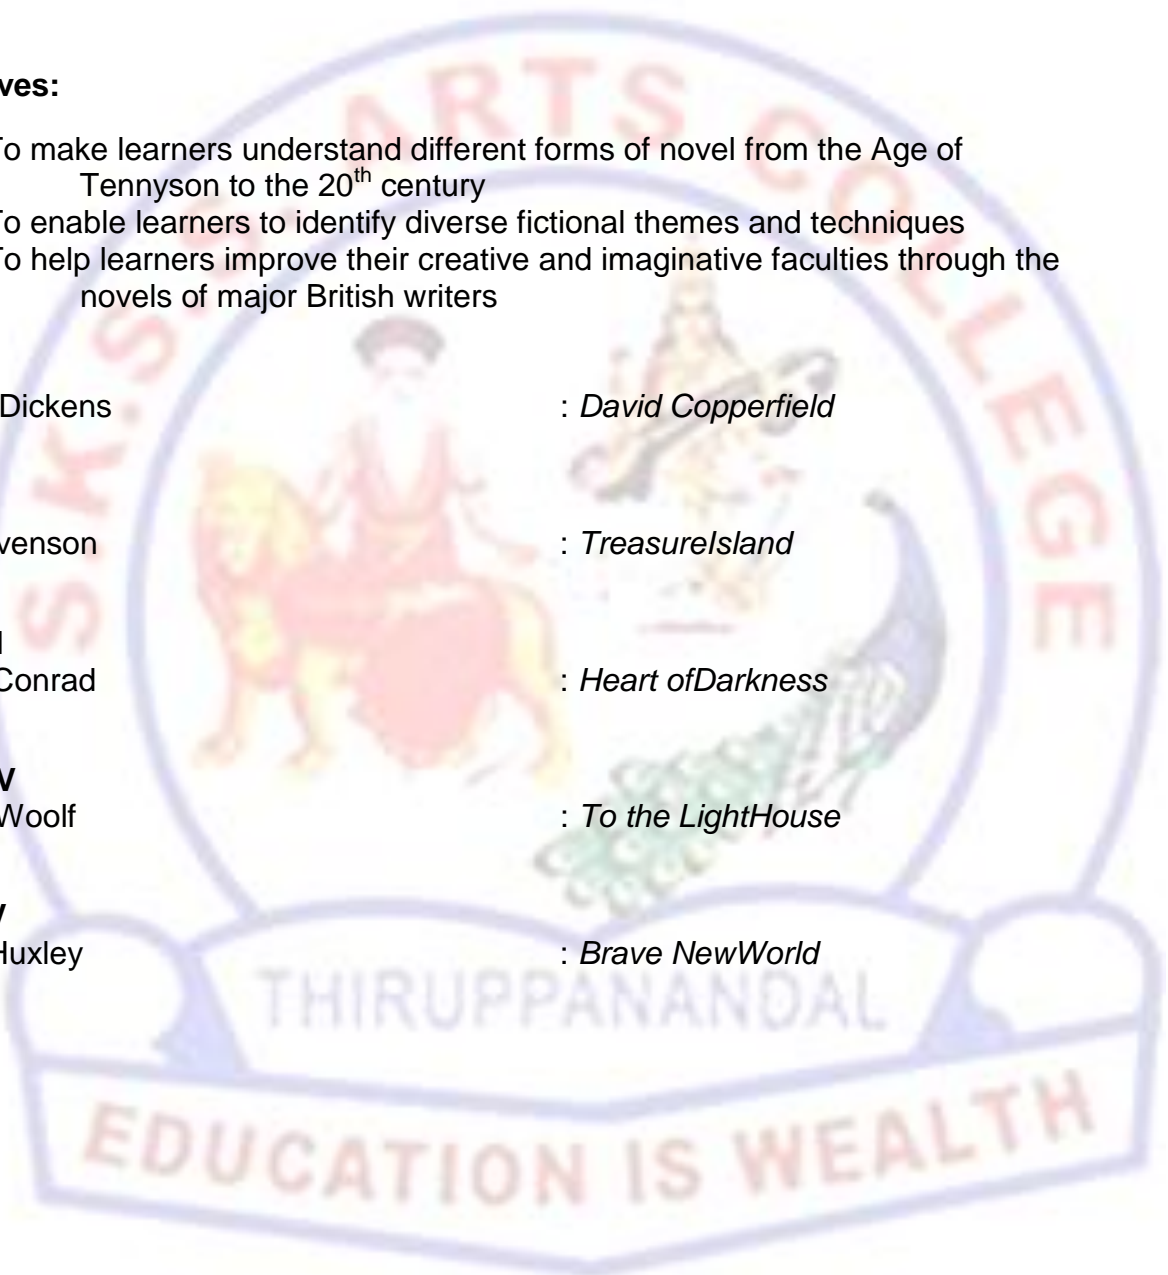 ves:
To make learners understand different forms of novel from the Age of
Tennyson to the 20th century
To enable learners to identify diverse fictional themes and techniques
To help learners improve their creative and imaginative faculties through the
novels of major British writers
Dickens : David Copperfield
venson : TreasureIsland
I
Conrad : Heart ofDarkness
V
Woolf : To the LightHouse
V
Huxley : Brave NewWorld
S.K.S.S. ARTS COLLEGE
THIRUPPANANDAL
EDUCATION IS WEALTH